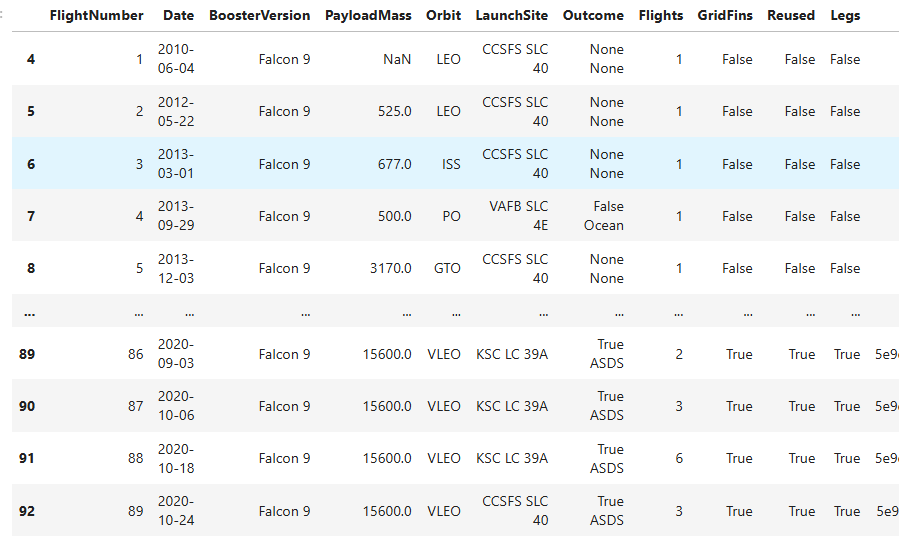 FlightNumber Date BoosterVersion PayloadMass Orbit LaunchSite Outcome Flights GridFins Reused Legs
4 1 2010-06-04 Falcon 9 NaN LEO CCSFS SLC 40 None None 1 False False False
5 2 2012-05-22 Falcon 9 525.0 LEO CCSFS SLC 40 None None 1 False False False
6 3 2013-03-01 Falcon 9 677.0 ISS CCSFS SLC 40 None None 1 False False False
7 4 2013-09-29 Falcon 9 500.0 PO VAFB SLC 4E False Ocean 1 False False False
8 5 2013-12-03 Falcon 9 3170.0 GTO CCSFS SLC 40 None None 1 False False False
... ... ... ... ... ... ... ... ... ... ... ...
89 86 2020-09-03 Falcon 9 15600.0 VLEO KSC LC 39A True ASDS 2 True True True 5e9
90 87 2020-10-06 Falcon 9 15600.0 VLEO KSC LC 39A True ASDS 3 True True True 5e9
91 88 2020-10-18 Falcon 9 15600.0 VLEO KSC LC 39A True ASDS 6 True True True 5e9
92 89 2020-10-24 Falcon 9 15600.0 VLEO CCSFS SLC 40 True ASDS 3 True True True 5e9